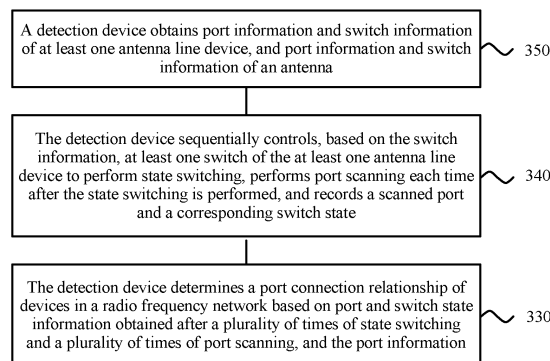 A detection device obtains port information and switch information
of at least one antenna line device, and port information and switch
information of an antenna
350
The detection device sequentially controls, based on the switch
information, at least one switch of the at least one antenna line
device to perform state switching, performs port scanning each time
after the state switching is performed, and records a scanned port
and a corresponding switch state
340
The detection device determines a port connection relationship of
devices in a radio frequency network based on port and switch state
information obtained after a plurality of times of state switching
and a plurality of times of port scanning, and the port information
330